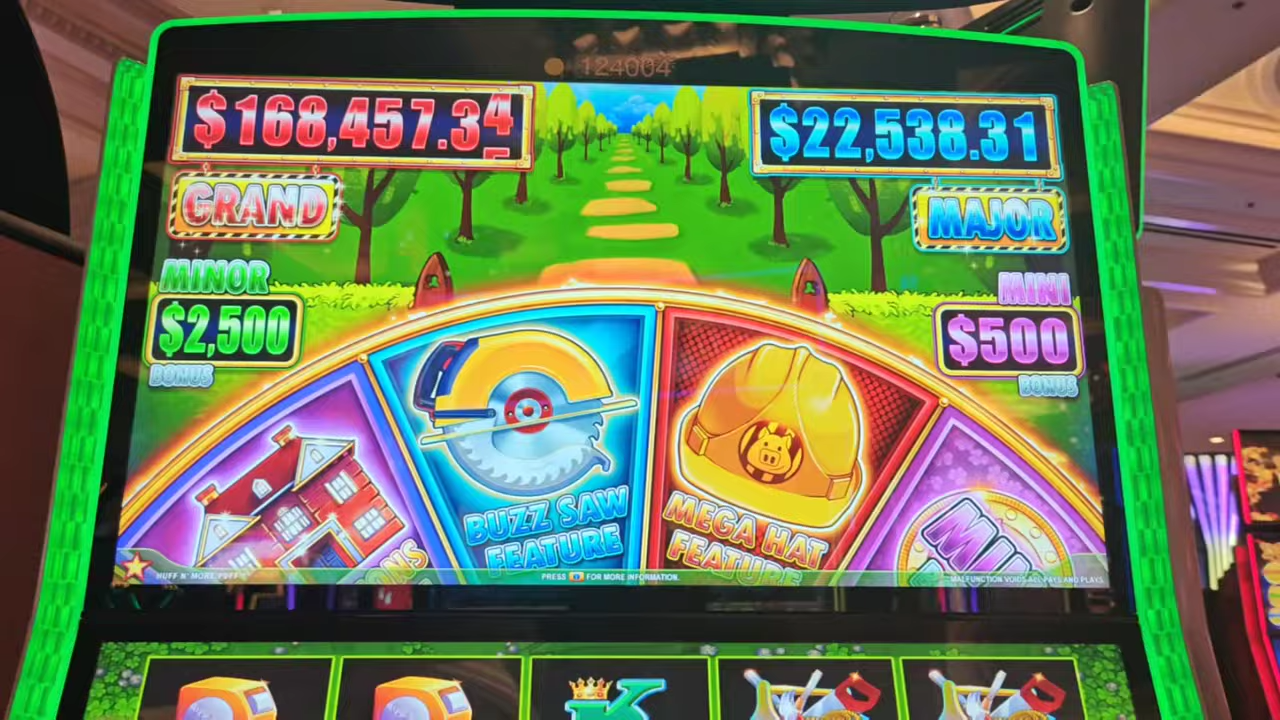 124004
$168,457.34
$22,538.31
GRAND
MAJOR
MINOR
MINI
$2,500
$500
BONUS
BONUS
BUZZ SAW
FEATURE
MEGA HAT
FEATURE
HUFF N' MORE PUFF
PRESS FOR MORE INFORMATION.
MALFUNCTION VOIDS ALL PAYS AND PLAYS
K